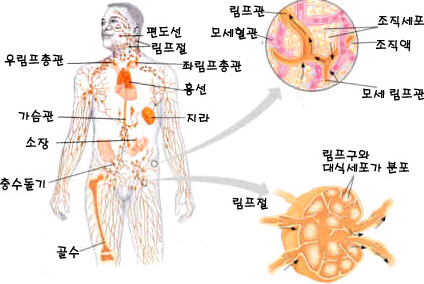 편도선
림프절
우림프총관
좌림프총관
흉선
가슴관
지라
소장
충수돌기
골수
림프관
모세혈관
조직세포
조직액
모세 림프관
림프구와
대식세포가 분포
림프절